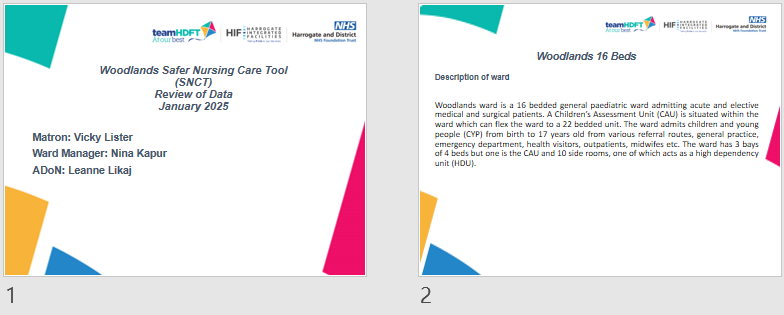 teamHDFT
At our best
HIF
HARROGATE
INTEGRATED
FACILITIES
NHS
Harrogate and District
NHS Foundation Trust
Woodlands Safer Nursing Care Tool
(SNCT)
Review of Data
January 2025
Matron: Vicky Lister
Ward Manager: Nina Kapur
ADoN: Leanne Likaj
1
teamHDFT
At our best
HIF
HARROGATE
INTEGRATED
FACILITIES
NHS
Harrogate and District
NHS Foundation Trust
Woodlands 16 Beds
Description of ward
Woodlands ward is a 16 bedded general paediatric ward admitting acute and elective
medical and surgical patients. A Children's Assessment Unit (CAU) is situated within the
ward which can flex the ward to a 22 bedded unit. The ward admits children and young
people (CYP) from birth to 17 years old from various referral routes, general practice,
emergency department, health visitors, outpatients, midwifes etc. The ward has 3 bays
of 4 beds but one is the CAU and 10 side rooms, one of which acts as a high dependency
unit (HDU).
2